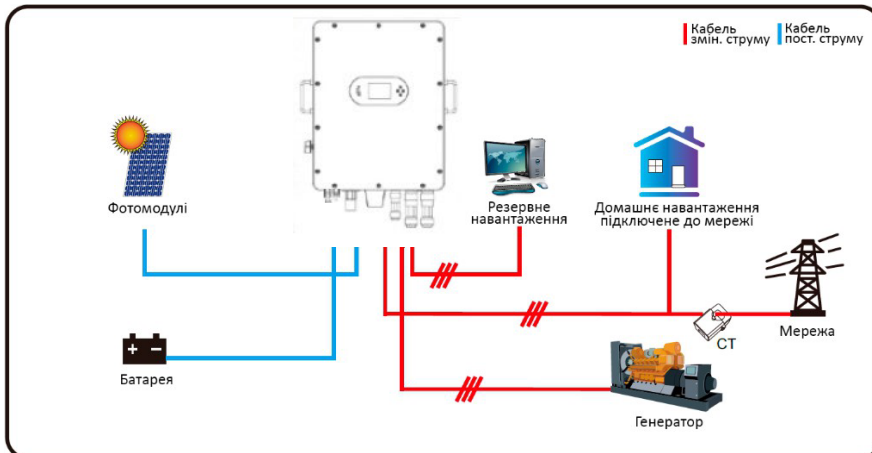 Кабель
змін. струму
Кабель
пост. струму
Фотомодулі
Резервне
навантаження
Домашнє навантаження
підключене до мережі
CT
Мережа
Батарея
Генератор